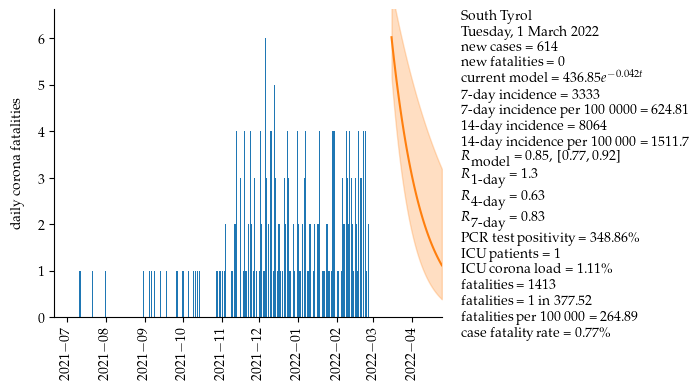 South Tyrol
Tuesday, 1 March 2022
new cases = 614
new fatalities = 0
current model = 436.85e^{−0.042t}
7-day incidence = 3333
7-day incidence per 100 0000 = 624.81
14-day incidence = 8064
14-day incidence per 100 000 = 1511.7
R_model = 0.85, [0.77, 0.92]
R_1-day = 1.3
R_4-day = 0.63
R_7-day = 0.83
PCR test positivity = 348.86%
ICU patients = 1
ICU corona load = 1.11%
fatalities = 1413
fatalities = 1 in 377.52
fatalities per 100 000 = 264.89
case fatality rate = 0.77%
daily corona fatalities
6
5
4
3
2
1
0
2021−07
2021−08
2021−09
2021−10
2021−11
2021−12
2022−01
2022−02
2022−03
2022−04